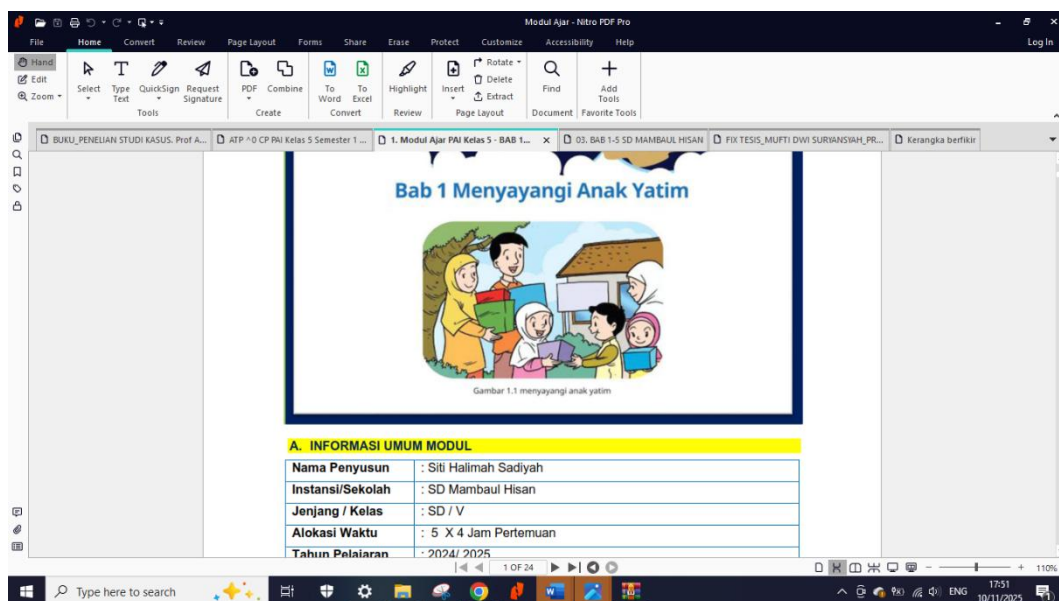 Modul Ajar - Nitro PDF Pro
File Home Convert Review Page Layout Forms Share Erase Protect Customize Accessibility Help Log In
Hand
Edit
Zoom
Select
Type Text
QuickSign
Request Signature
Tools
PDF
Combine
Create
To Word
To Excel
Convert
Highlight
Review
Insert
Rotate
Delete
Extract
Page Layout
Find
Document
Add Tools
Favorite Tools
BUKU_PENELIAN STUDI KASUS. Prof A...
ATP ^0 CP PAI Kelas 5 Semester 1 ...
1. Modul Ajar PAI Kelas 5 - BAB 1...
03. BAB 1-5 SD MAMBAUL HISAN
FIX TESIS_MUFTI DWI SURYANSYAH_PR...
Kerangka berfikir
Bab 1 Menyayangi Anak Yatim
Gambar 1.1 menyayangi anak yatim
A. INFORMASI UMUM MODUL
Nama Penyusun : Siti Halimah Sadiyah
Instansi/Sekolah : SD Mambaul Hisan
Jenjang / Kelas : SD / V
Alokasi Waktu : 5 X 4 Jam Pertemuan
Tahun Pelajaran : 2024/ 2025
1 OF 24
110%
Type here to search
ENG
17:51
10/11/2025